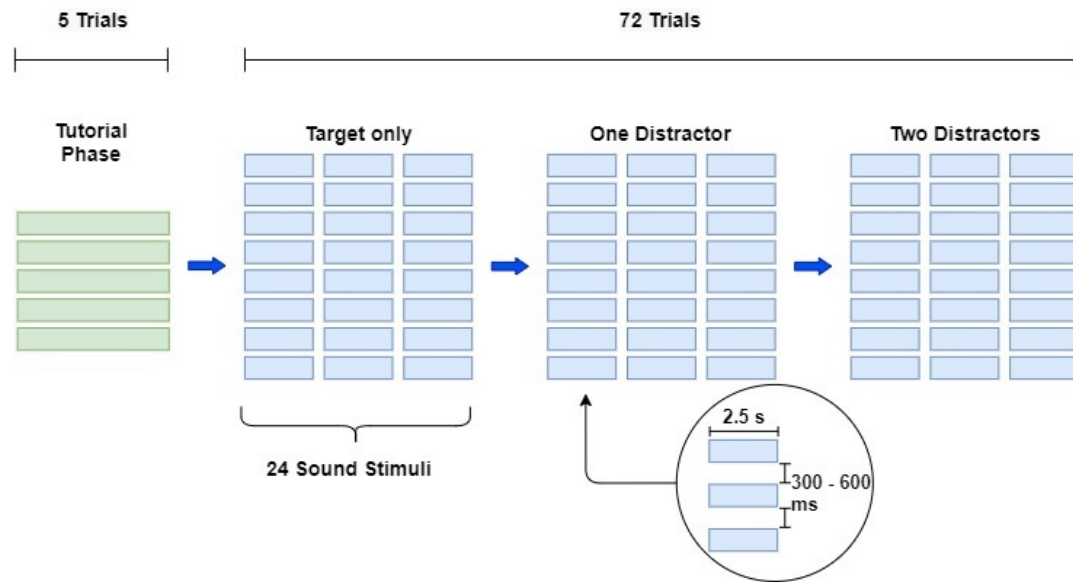 5 Trials
72 Trials
Tutorial
Phase
Target only
One Distractor
Two Distractors
24 Sound Stimuli
2.5 s
300 - 600
ms